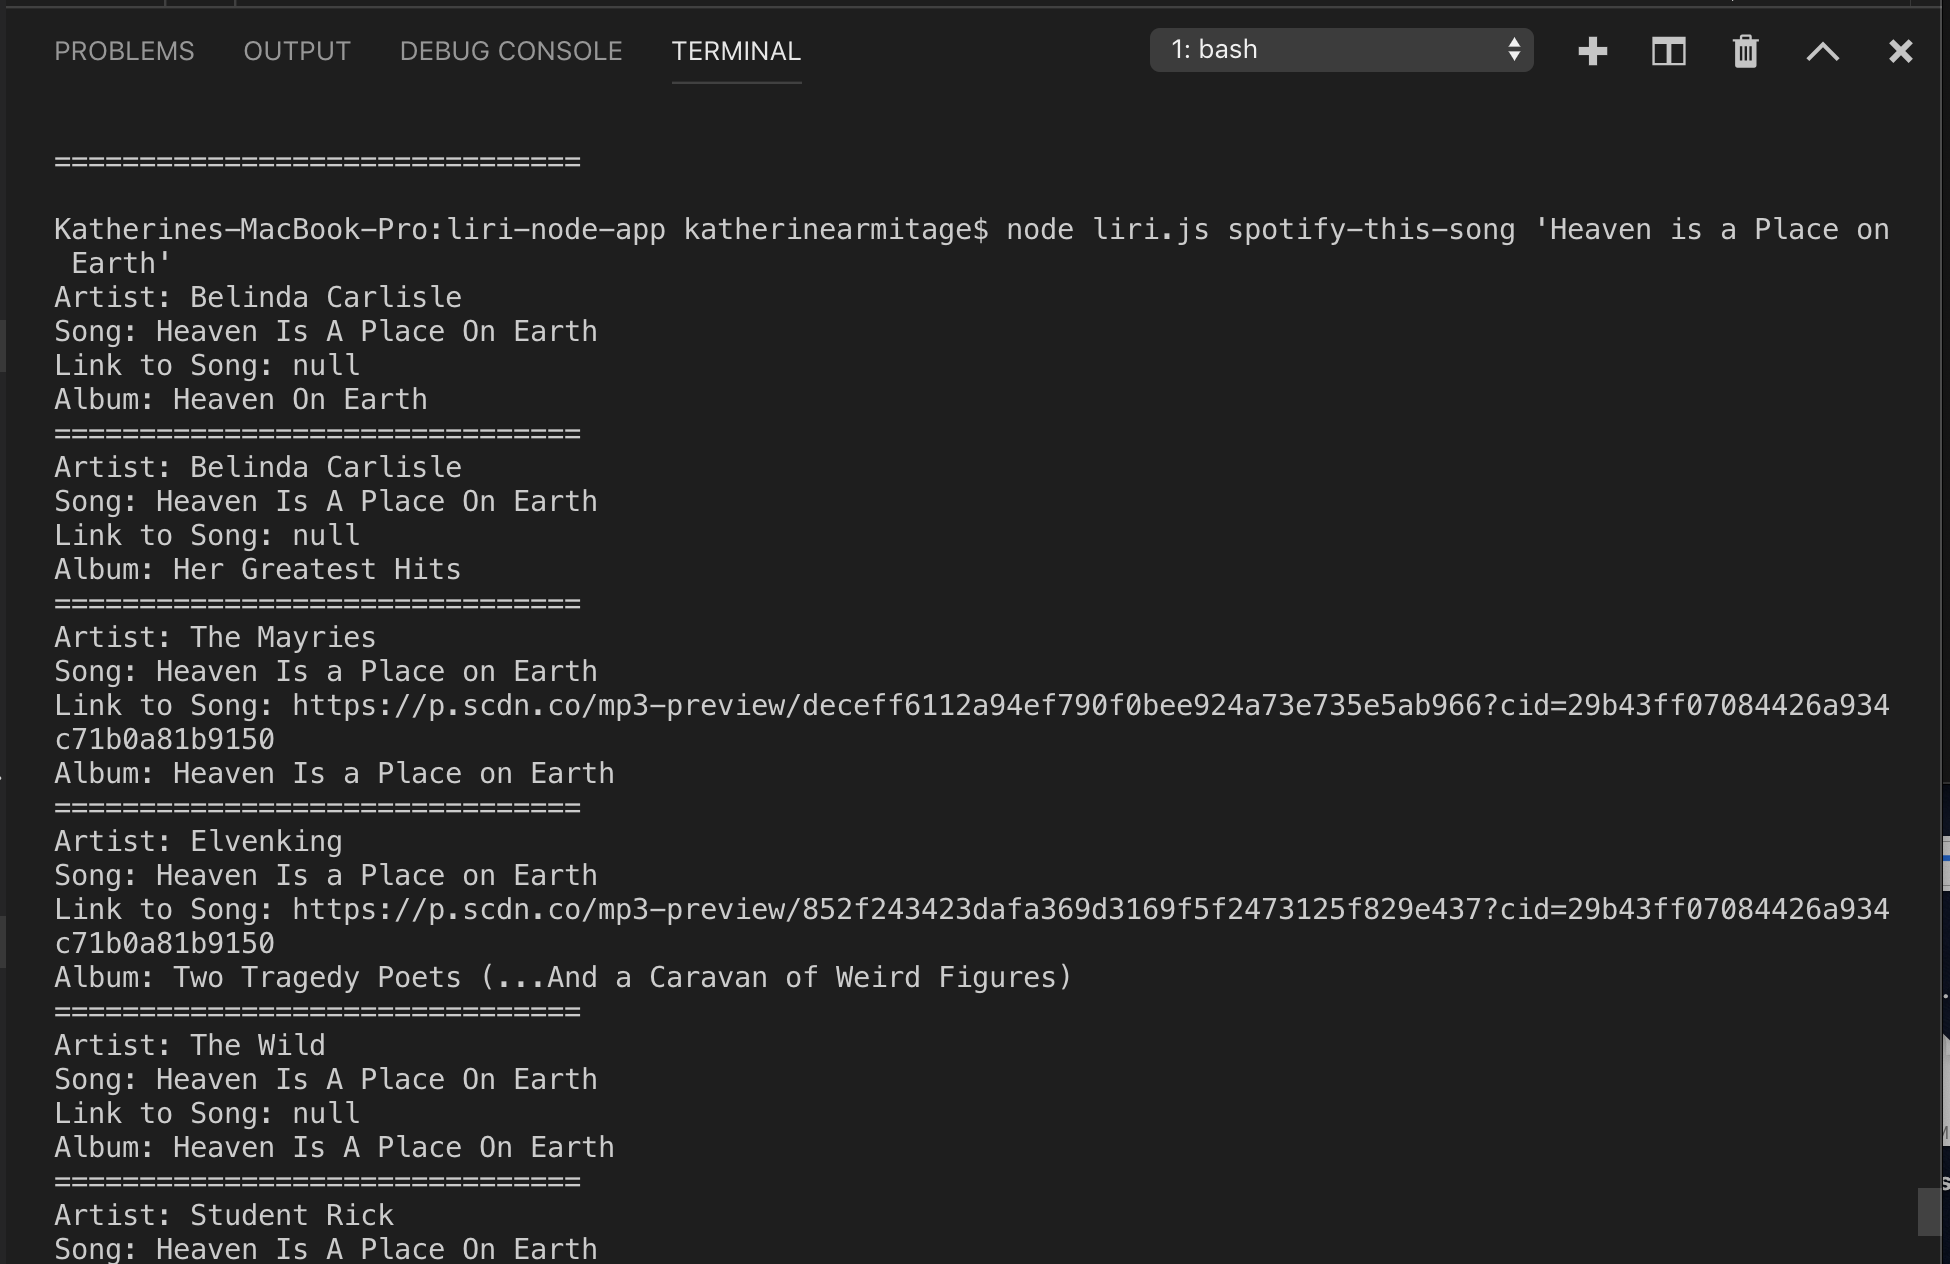 PROBLEMS OUTPUT DEBUG CONSOLE TERMINAL 1: bash
===============================
Katherines-MacBook-Pro:liri-node-app katherinearmitage$ node liri.js spotify-this-song 'Heaven is a Place on
 Earth'
Artist: Belinda Carlisle
Song: Heaven Is A Place On Earth
Link to Song: null
Album: Heaven On Earth
===============================
Artist: Belinda Carlisle
Song: Heaven Is A Place On Earth
Link to Song: null
Album: Her Greatest Hits
===============================
Artist: The Mayries
Song: Heaven Is a Place on Earth
Link to Song: https://p.scdn.co/mp3-preview/deceff6112a94ef790f0bee924a73e735e5ab966?cid=29b43ff07084426a934
c71b0a81b9150
Album: Heaven Is a Place on Earth
===============================
Artist: Elvenking
Song: Heaven Is a Place on Earth
Link to Song: https://p.scdn.co/mp3-preview/852f243423dafa369d3169f5f2473125f829e437?cid=29b43ff07084426a934
c71b0a81b9150
Album: Two Tragedy Poets (...And a Caravan of Weird Figures)
===============================
Artist: The Wild
Song: Heaven Is A Place On Earth
Link to Song: null
Album: Heaven Is A Place On Earth
===============================
Artist: Student Rick
Song: Heaven Is A Place On Earth